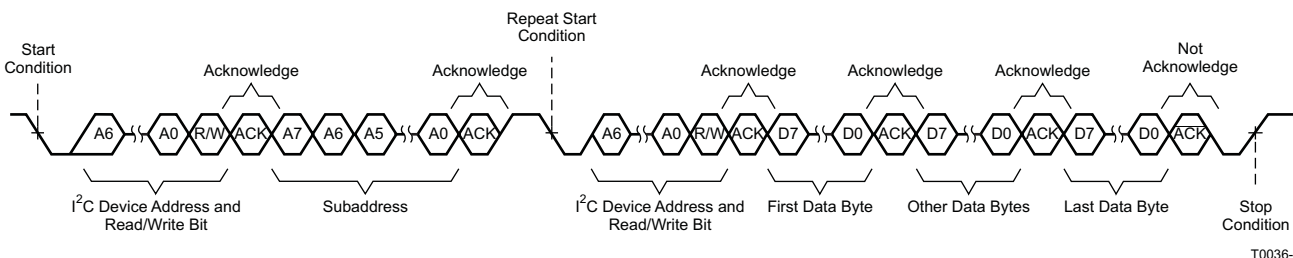 Repeat Start
Condition
Start
Condition
Not
Acknowledge
Acknowledge
Acknowledge
Acknowledge
Acknowledge
Acknowledge
A6 A0 R/W ACK A7 A6 A5 A0 ACK A6 A0 R/W ACK D7 D0 ACK D7 D0 ACK D7 D0 ACK
I2C Device Address and
Read/Write Bit
Subaddress
I2C Device Address and
Read/Write Bit
First Data Byte
Other Data Bytes
Last Data Byte
Stop
Condition
T0036-